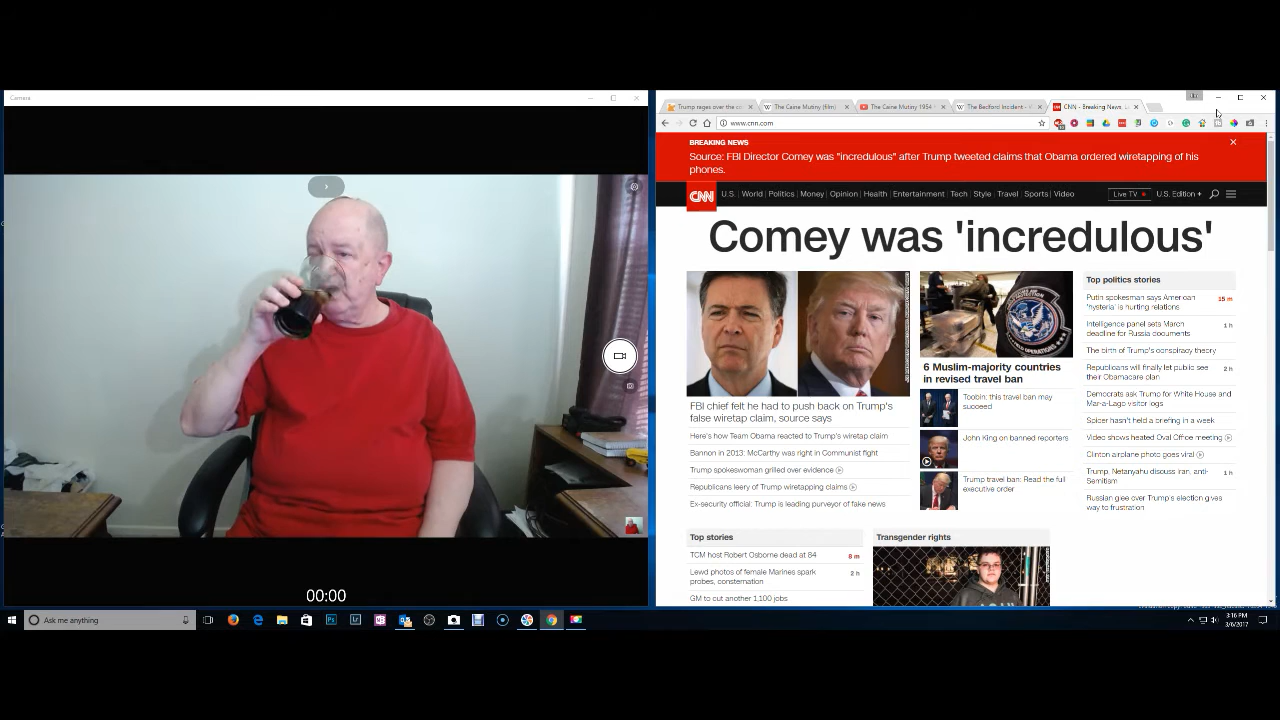 Camera
00:00
Trump rages over the
The Caine Mutiny (film)
The Caine Mutiny 1954
The Bedford Incident -
CNN - Breaking News, L
www.cnn.com
BREAKING NEWS
Source: FBI Director Comey was "incredulous" after Trump tweeted claims that Obama ordered wiretapping of his
phones.
CNN
U.S. World Politics Money Opinion Health Entertainment Tech Style Travel Sports Video
Live TV
U.S. Edition +
Comey was 'incredulous'
FBI chief felt he had to push back on Trump's
false wiretap claim, source says
Here's how Team Obama reacted to Trump's wiretap claim
Bannon in 2013: McCarthy was right in Communist fight
Trump spokeswoman grilled over evidence
Republicans leery of Trump wiretapping claims
Ex-security official: Trump is leading purveyor of fake news
6 Muslim-majority countries
in revised travel ban
Toobin: this travel ban may
succeed
John King on banned reporters
Trump travel ban: Read the full
executive order
Top politics stories
Putin spokesman says American
'hysteria' is hurting relations
15 m
Intelligence panel sets March
deadline for Russia documents
1 h
The birth of Trump's conspiracy theory
Republicans will finally let public see
their Obamacare plan
2 h
Democrats ask Trump for White House and
Mar-a-Lago visitor logs
Spicer hasn't held a briefing in a week
Video shows heated Oval Office meeting
Clinton airplane photo goes viral
Trump, Netanyahu discuss Iran, anti-
Semitism
1 h
Russian glee over Trump's election gives
way to frustration
Top stories
TCM host Robert Osborne dead at 84
8 m
Lewd photos of female Marines spark
probes, consternation
2 h
GM to cut another 1,100 jobs
Transgender rights
Ask me anything
3:16 PM
3/6/2017